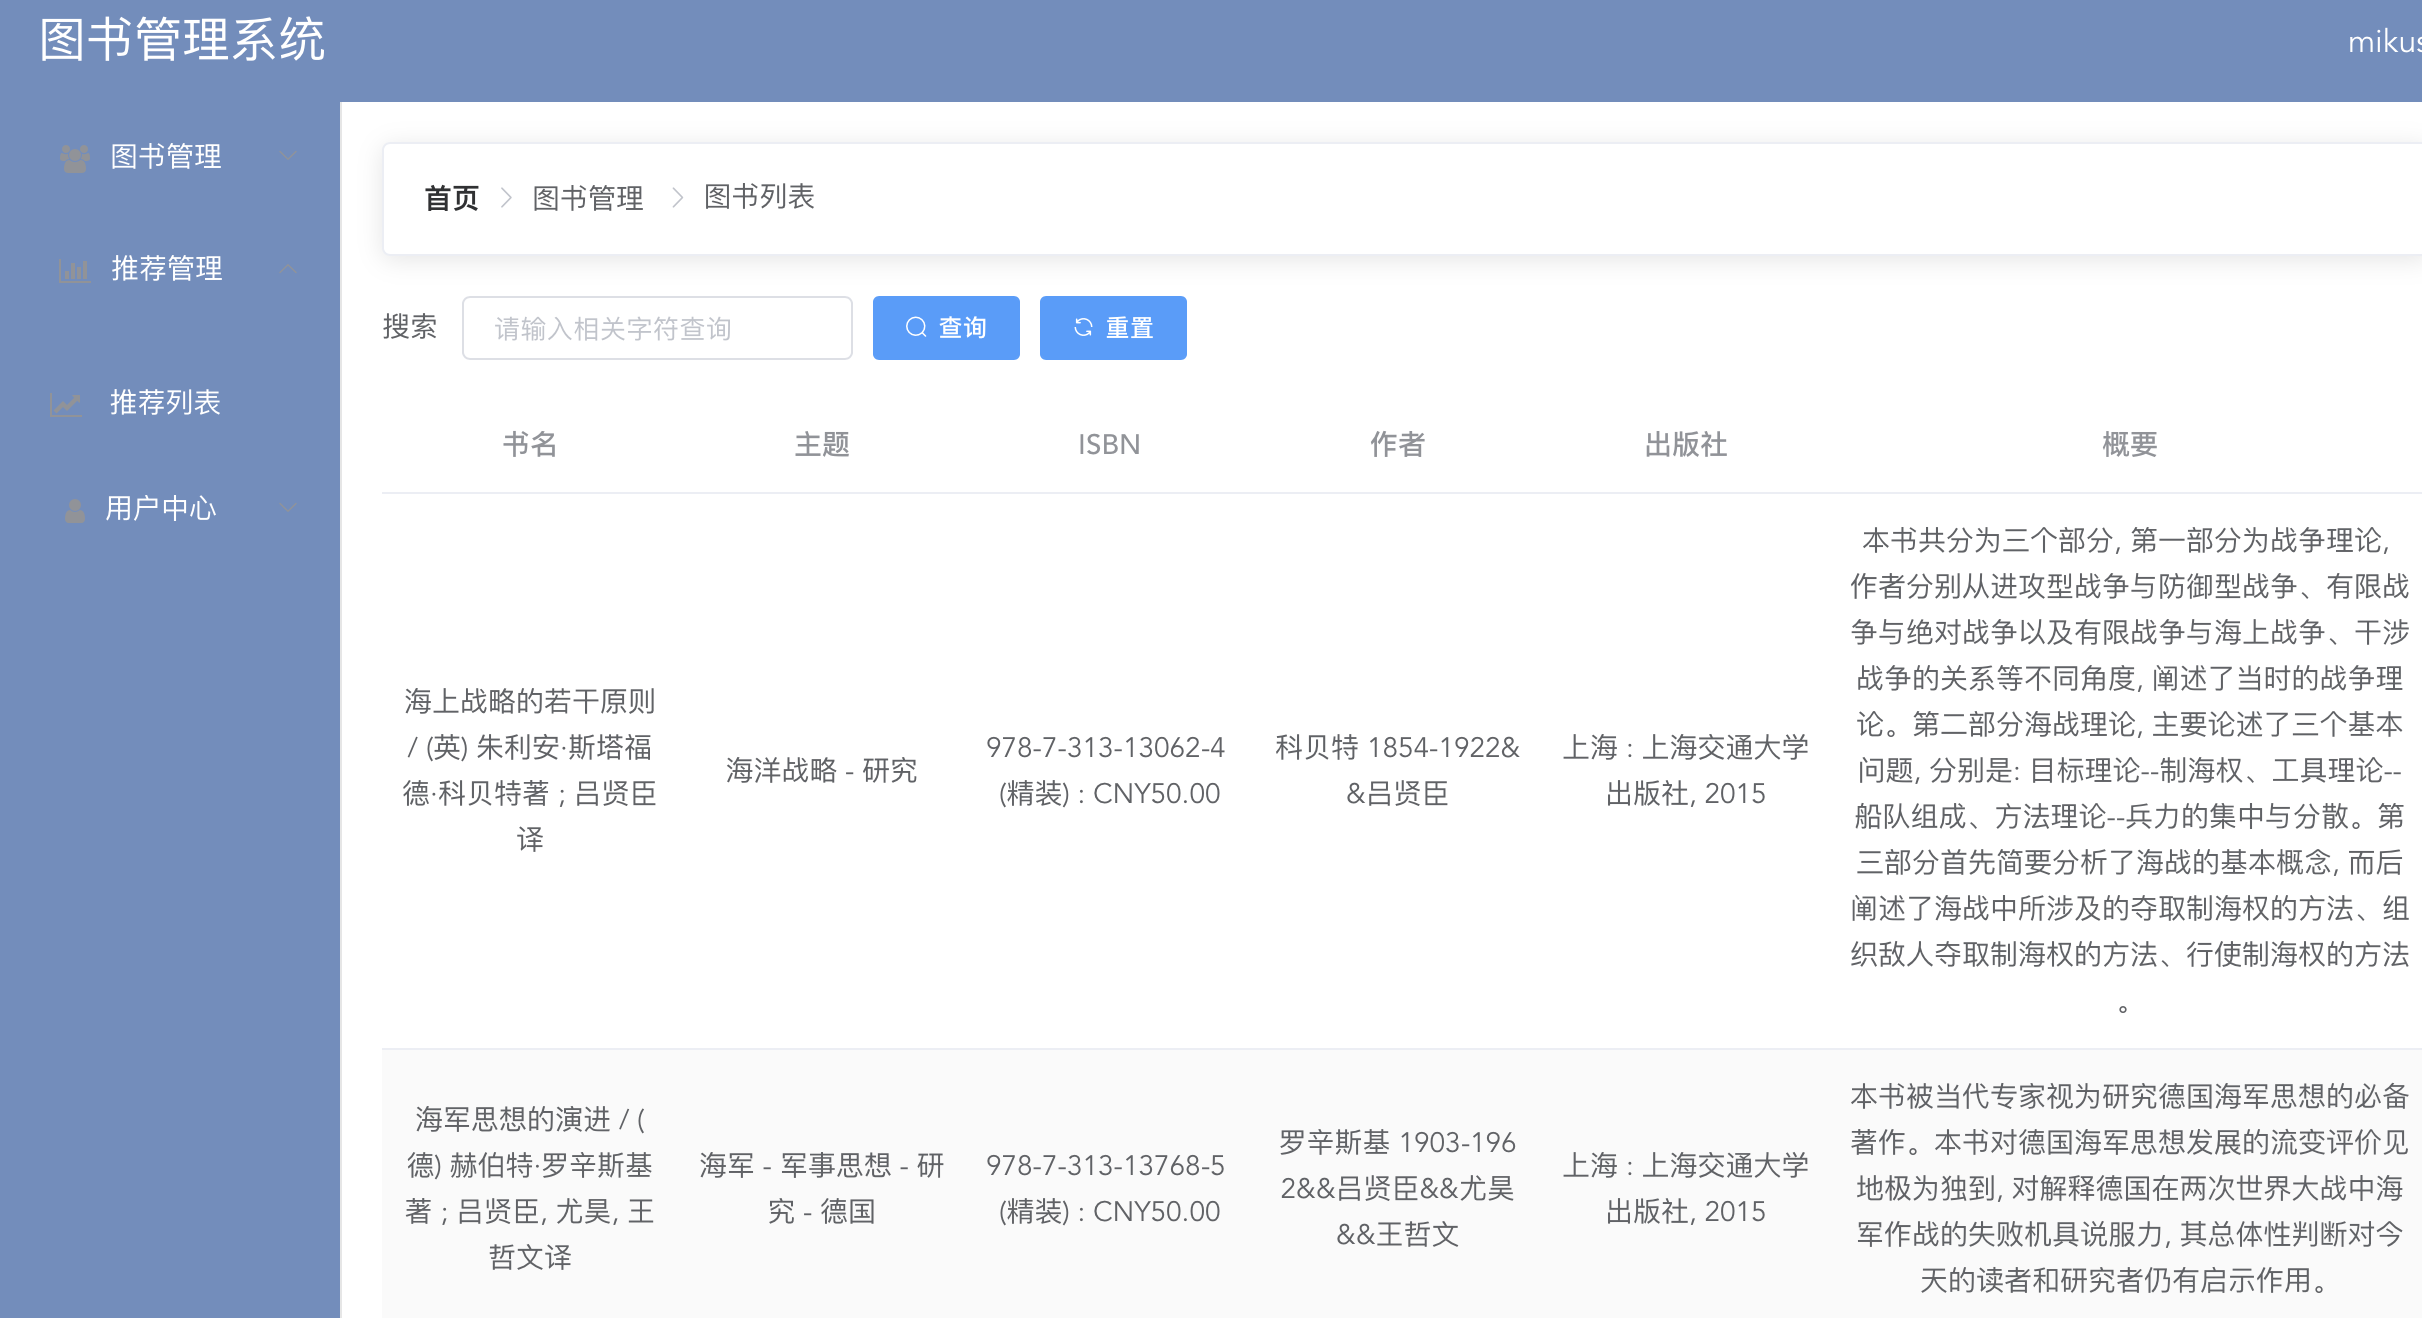 图书管理系统
mikus
图书管理
推荐管理
推荐列表
用户中心
首页 图书管理 图书列表
搜索 请输入相关字符查询 查询 重置
书名 主题 ISBN 作者 出版社 概要
海上战略的若干原则
/ (英) 朱利安·斯塔福
德·科贝特著 ; 吕贤臣
译
海洋战略 - 研究
978-7-313-13062-4
(精装) : CNY50.00
科贝特 1854-1922&
&吕贤臣
上海 : 上海交通大学
出版社, 2015
本书共分为三个部分, 第一部分为战争理论,
作者分别从进攻型战争与防御型战争、有限战
争与绝对战争以及有限战争与海上战争、干涉
战争的关系等不同角度, 阐述了当时的战争理
论。第二部分海战理论, 主要论述了三个基本
问题, 分别是: 目标理论--制海权、工具理论--
船队组成、方法理论--兵力的集中与分散。第
三部分首先简要分析了海战的基本概念, 而后
阐述了海战中所涉及的夺取制海权的方法、组
织敌人夺取制海权的方法、行使制海权的方法
。
海军思想的演进 / (
德) 赫伯特·罗辛斯基
著 ; 吕贤臣, 尤昊, 王
哲文译
海军 - 军事思想 - 研
究 - 德国
978-7-313-13768-5
(精装) : CNY50.00
罗辛斯基 1903-196
2&&吕贤臣&&尤昊
&&王哲文
上海 : 上海交通大学
出版社, 2015
本书被当代专家视为研究德国海军思想的必备
著作。本书对德国海军思想发展的流变评价见
地极为独到, 对解释德国在两次世界大战中海
军作战的失败机具说服力, 其总体性判断对今
天的读者和研究者仍有启示作用。